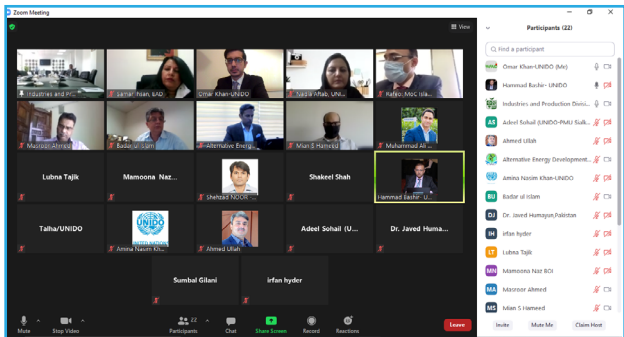 Zoom Meeting
View
Industries and Pr...
Samar Ihsan, EAD
Omar Khan-UNIDO
Nadia Aftab, UNI...
Rafeo, MoC Isla...
Masroor Ahmed
Badar ul Islam
Alternative Energ...
Mian S Hameed
Muhammad Ali ...
Lubna Tajik
Mamoona Naz...
Shehzad NOOR
Shakeel Shah
Hammad Bashir- U...
Talha/UNIDO
UNIDO
Amina Nasim Kh...
Ahmed Ullah
Adeel Sohail (U...
Dr. Javed Huma...
Sumbal Gilani
irfan hyder
Mute
Stop Video
22
Participants
Chat
Share Screen
Record
Reactions
Leave
Participants (22)
Find a participant
Omar Khan-UNIDO (Me)
Hammad Bashir- UNIDO
Industries and Production Divisi...
AS Adeel Sohail (UNIDO-PMU Sialk...
Ahmed Ullah
Alternative Energy Development...
Amina Nasim Khan-UNIDO
BU Badar ul Islam
DJ Dr. Javed Humayun,Pakistan
IH irfan hyder
LT Lubna Tajik
MN Mamoona Naz BOI
MA Masroor Ahmed
MS Mian S Hameed
Invite Mute Me Claim Host